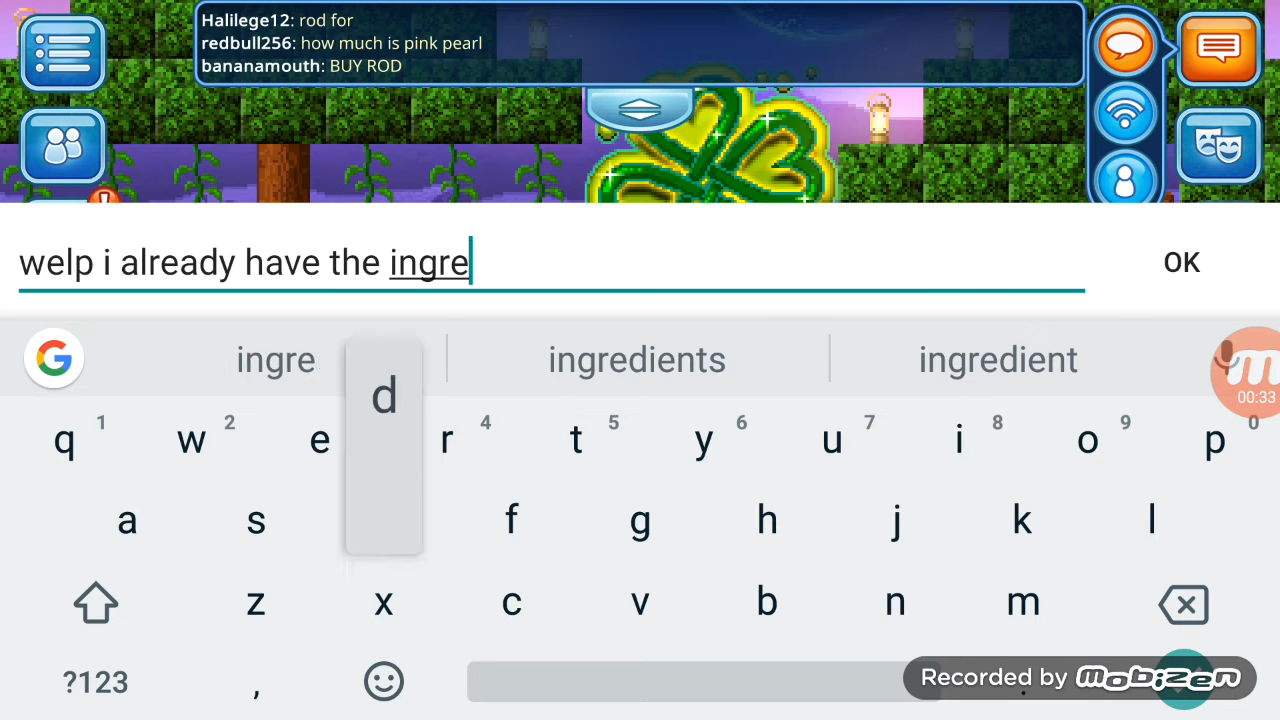 Halilege12: rod for
redbull256: how much is pink pearl
bananamouth: BUY ROD
welp i already have the ingre
OK
ingre
ingredients
ingredient
d
00:33
q 1 w 2 e r 4 t 5 y 6 u 7 i 8 o 9 p 0
a s f g h j k l
z x c v b n m
?123 , .
Recorded by mobizen